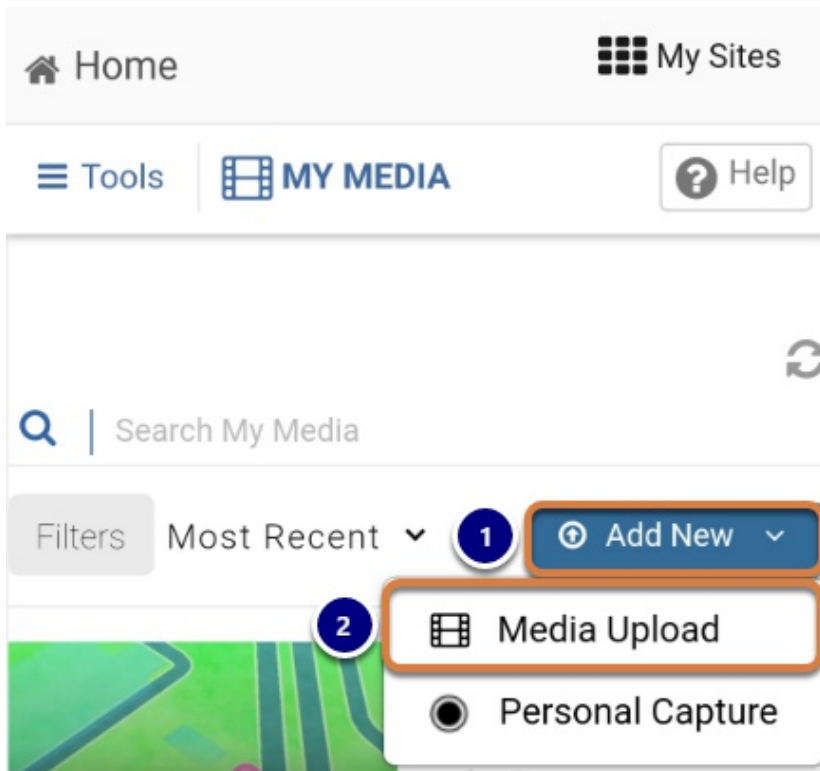 Home My Sites
Tools MY MEDIA Help
Search My Media
Filters Most Recent 1 Add New
2 Media Upload
Personal Capture